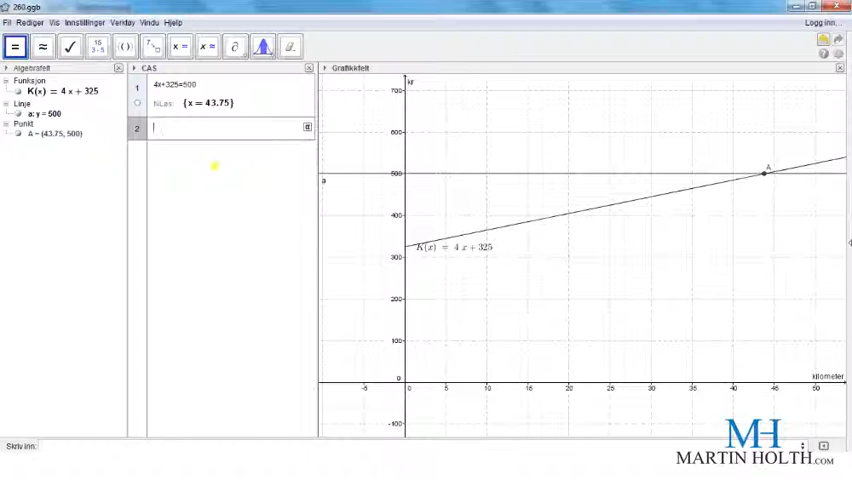 260.ggb
Fil Rediger Vis Innstillinger Verktøy Vindu Hjelp
Logg inn...
Algebrafelt
CAS
Grafikkfelt
Funksjon
K(x) = 4 x + 325
Linje
a: y = 500
Punkt
A = (43.75, 500)
1
4x+325=500
NLøs: {x = 43.75}
2
kr
700
600
A
500
a
400
K(x) = 4 x + 325
300
200
100
kilometer
0
-5 0 5 10 15 20 25 30 35 40 45 50
-100
Skriv inn:
MH
MARTIN HOLTH.COM